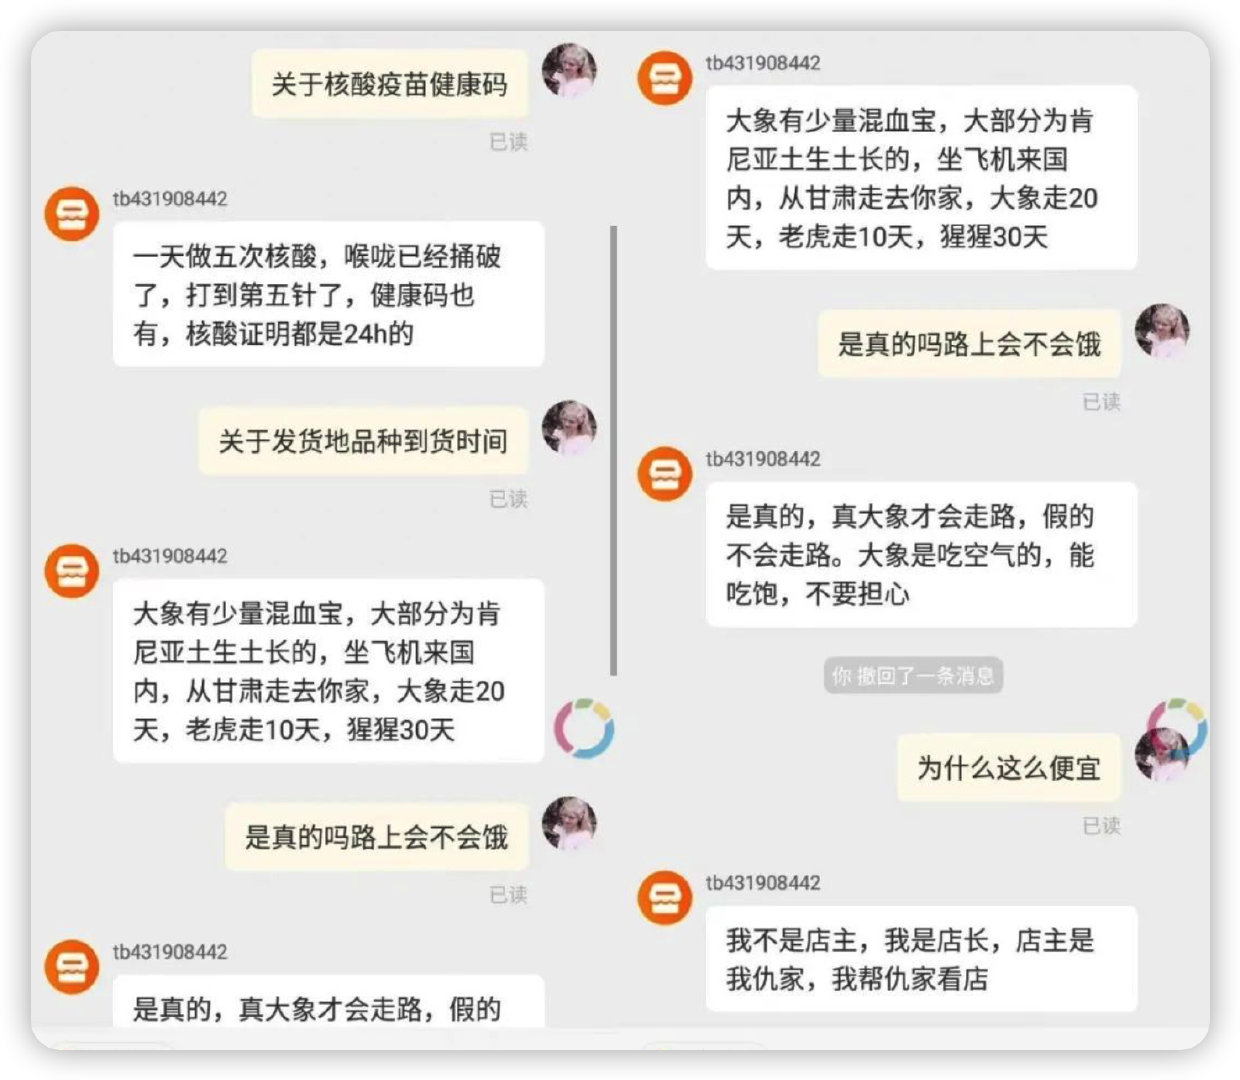 关于核酸疫苗健康码
已读
tb431908442
一天做五次核酸，喉咙已经捅破
了，打到第五针了，健康码也
有，核酸证明都是24h的
关于发货地品种到货时间
已读
tb431908442
大象有少量混血宝，大部分为肯
尼亚土生土长的，坐飞机来国
内，从甘肃走去你家，大象走20
天，老虎走10天，猩猩30天
是真的吗路上会不会饿
已读
tb431908442
是真的，真大象才会走路，假的
tb431908442
大象有少量混血宝，大部分为肯
尼亚土生土长的，坐飞机来国
内，从甘肃走去你家，大象走20
天，老虎走10天，猩猩30天
是真的吗路上会不会饿
已读
tb431908442
是真的，真大象才会走路，假的
不会走路。大象是吃空气的，能
吃饱，不要担心
你 撤回了一条消息
为什么这么便宜
已读
tb431908442
我不是店主，我是店长，店主是
我仇家，我帮仇家看店